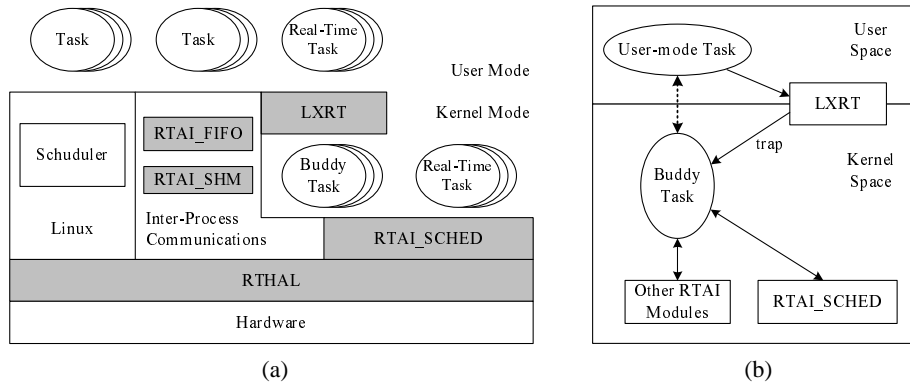 Task
Task
Real-Time
Task
User Mode
Kernel Mode
LXRT
RTAI_FIFO
Schuduler
RTAI_SHM
Buddy
Task
Real-Time
Task
Linux
Inter-Process
Communications
RTAI_SCHED
RTHAL
Hardware
(a)
User
Space
User-mode Task
LXRT
trap
Kernel
Space
Buddy
Task
Other RTAI
Modules
RTAI_SCHED
(b)